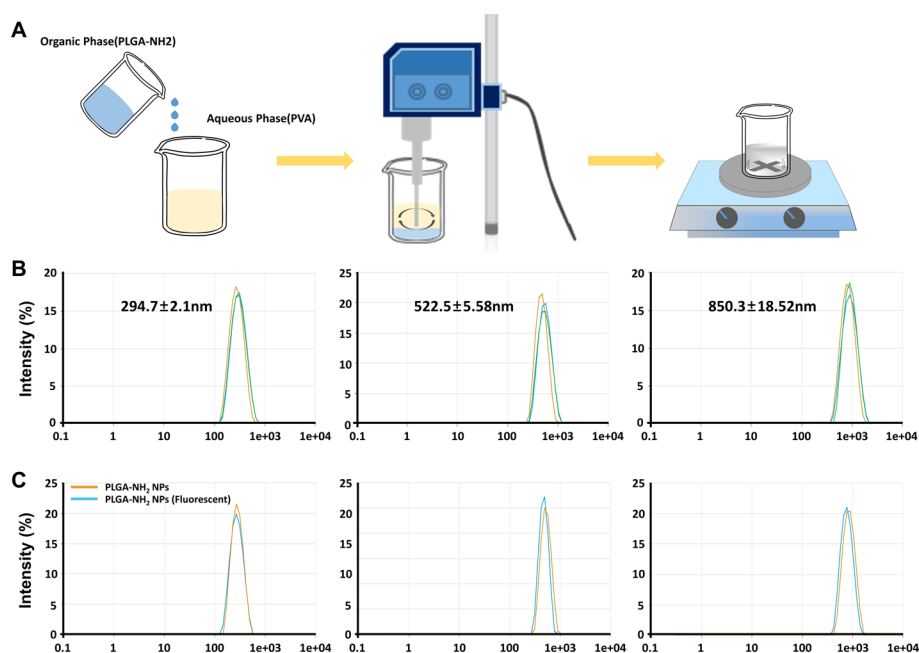 A
Organic Phase(PLGA-NH2)
Aqueous Phase(PVA)
B
Intensity (%)
20
15
10
5
0
294.7±2.1nm
0.1 1 10 100 1e+03 1e+04
25
20
15
10
5
0
522.5±5.58nm
0.1 1 10 100 1e+03 1e+04
20
15
10
5
0
850.3±18.52nm
0.1 1 10 100 1e+03 1e+04
C
Intensity (%)
PLGA-NH₂ NPs
PLGA-NH₂ NPs (Fluorescent)
25
20
15
10
5
0
0.1 1 10 100 1e+03 1e+04
25
20
15
10
5
0
0.1 1 10 100 1e+03 1e+04
25
20
15
10
5
0
0.1 1 10 100 1e+03 1e+04